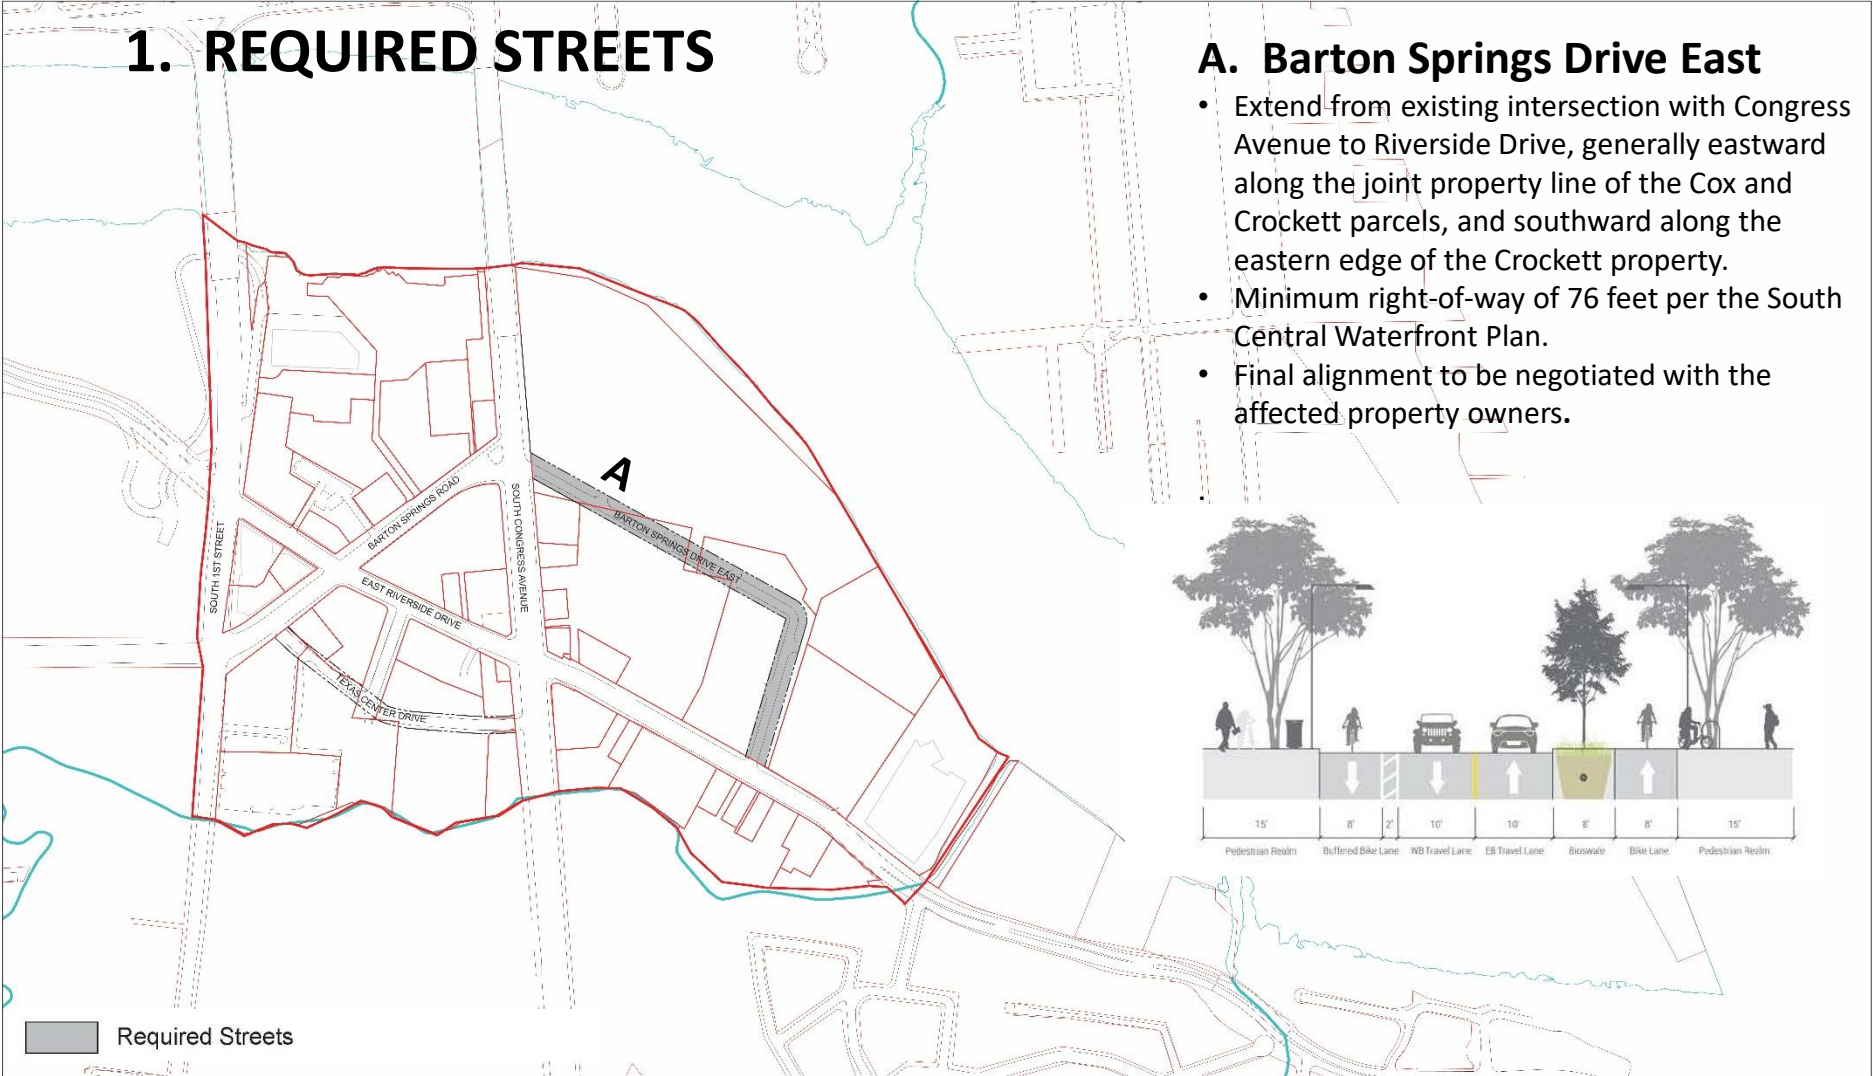 1. REQUIRED STREETS
A. Barton Springs Drive East
• Extend from existing intersection with Congress
Avenue to Riverside Drive, generally eastward
along the joint property line of the Cox and
Crockett parcels, and southward along the
eastern edge of the Crockett property.
• Minimum right-of-way of 76 feet per the South
Central Waterfront Plan.
• Final alignment to be negotiated with the
affected property owners.
.
A
BARTON SPRINGS ROAD
SOUTH CONGRESS AVENUE
BARTON SPRINGS DRIVE EAST
SOUTH 1ST STREET
EAST RIVERSIDE DRIVE
TEXAS CENTER DRIVE
15' 8' 2' 10' 10' 8' 8' 15'
Pedestrian Realm Buffered Bike Lane WB Travel Lane EB Travel Lane Bioswale Bike Lane Pedestrian Realm
Required Streets